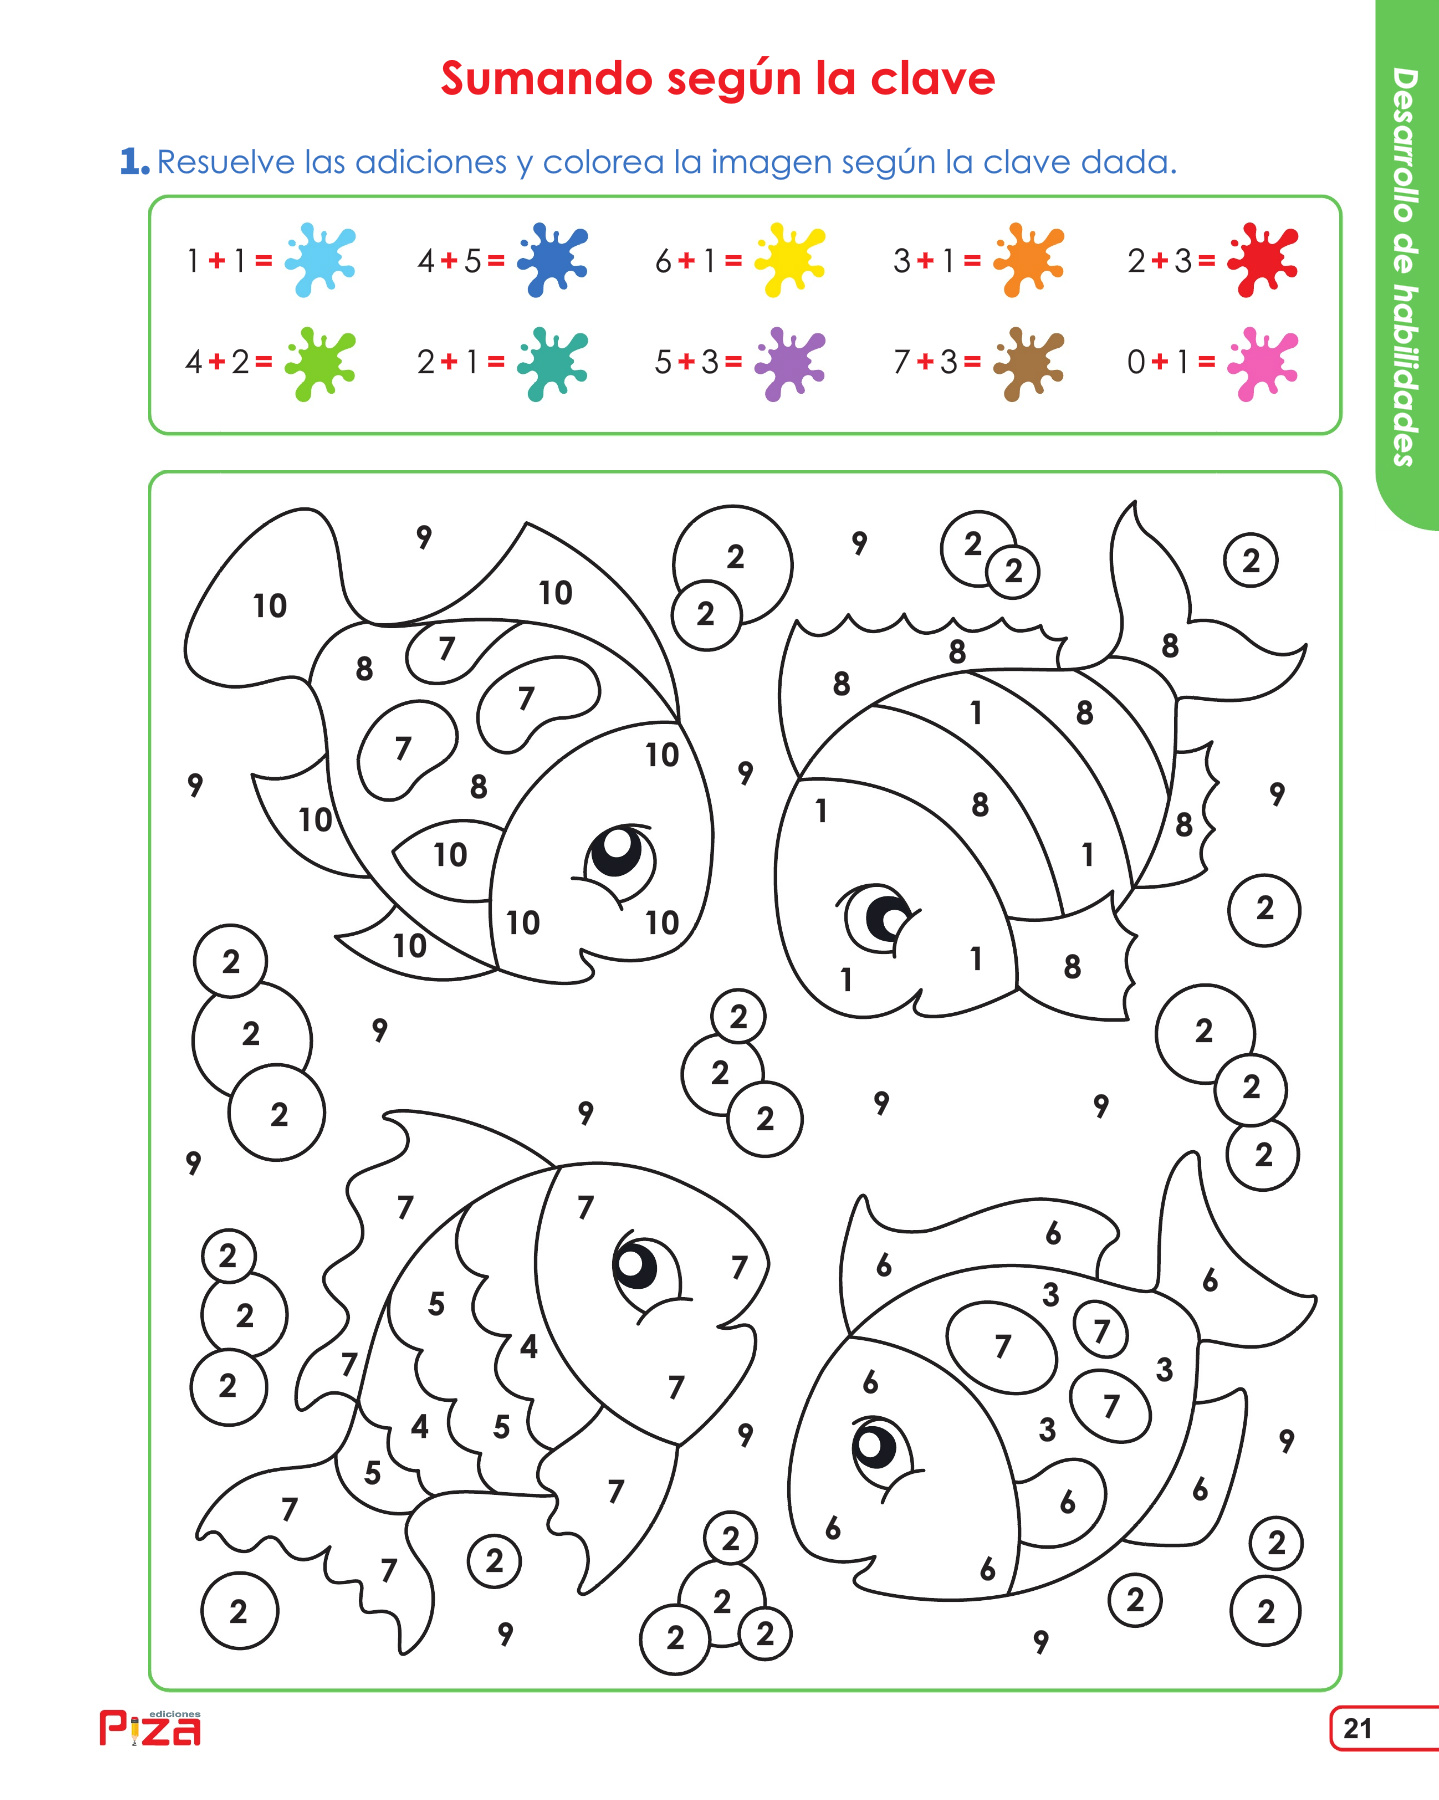 Sumando según la clave
Desarrollo de habilidades
1. Resuelve las adiciones y colorea la imagen según la clave dada.
1 + 1 = 4 + 5 = 6 + 1 = 3 + 1 = 2 + 3 =
4 + 2 = 2 + 1 = 5 + 3 = 7 + 3 = 0 + 1 =
9 2 9 2 2 2
10 10 2
7 8 8 8
8 7 8 1 8
7 10 9
9 8 10 1 8 9
10 10 8 1
10 10 10 1 2
2 10 1 1 8
2 9 2 2
2 2 2
2 9 2 9 9
9 2
7 7 6
2 7 6 6
2 5 3
4 7 7 3
2 7 7 6 7
4 5 3
9 9
5 7 6 6
7 6
2 2 2
7 6
2 2 2 2
2 9 2 2 9
ediciones
Piza
21